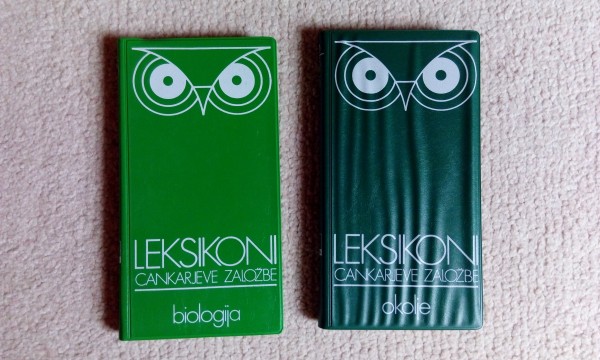 LEKSIKONI
CANKARJEVE ZALOŽBE
biologija
LEKSIKONI
CANKARJEVE ZALOŽBE
okolje